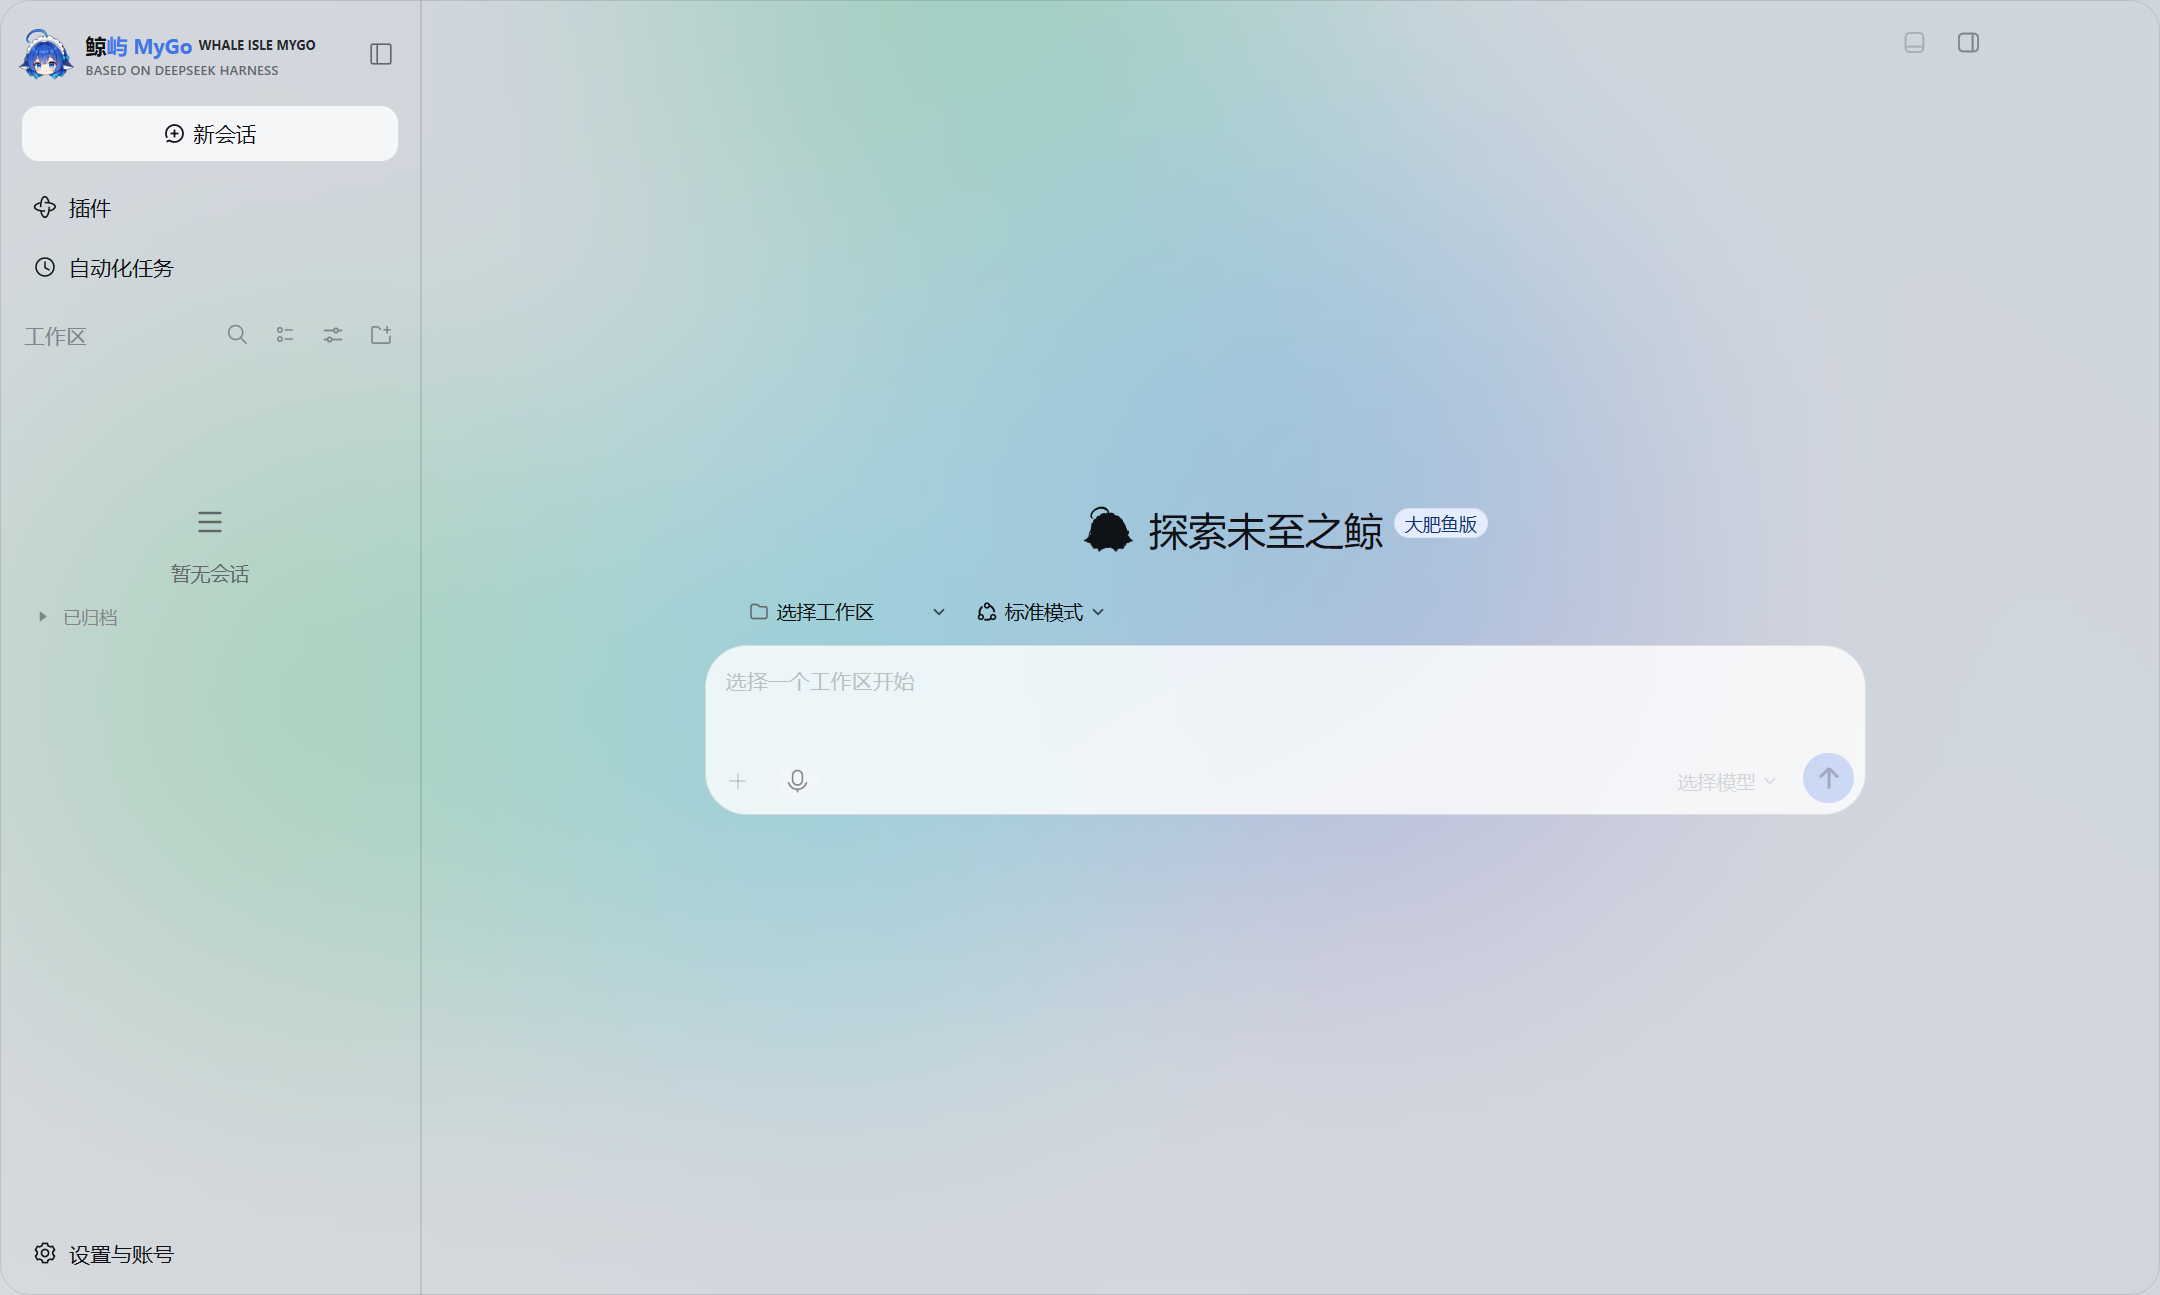 鲸屿 MyGo WHALE ISLE MYGO
BASED ON DEEPSEEK HARNESS
新会话
插件
自动化任务
工作区
暂无会话
已归档
设置与账号
探索未至之鲸 大肥鱼版
选择工作区 标准模式
选择一个工作区开始
选择模型